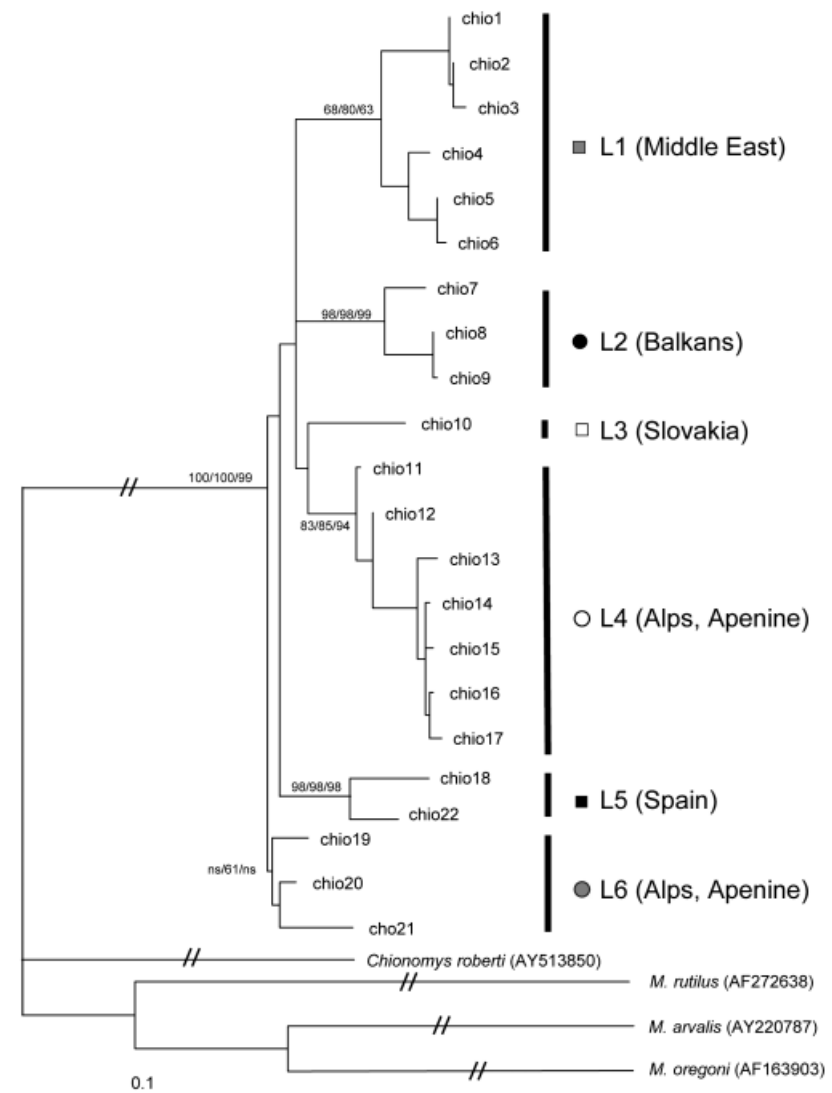 chio1
chio2
chio3
68/80/63
L1 (Middle East)
chio4
chio5
chio6
chio7
98/98/99
chio8
L2 (Balkans)
chio9
chio10
L3 (Slovakia)
chio11
100/100/99
chio12
83/85/94
chio13
chio14
L4 (Alps, Apenine)
chio15
chio16
chio17
chio18
98/98/98
L5 (Spain)
chio22
chio19
ns/61/ns
chio20
L6 (Alps, Apenine)
cho21
Chionomys roberti (AY513850)
M. rutilus (AF272638)
M. arvalis (AY220787)
M. oregoni (AF163903)
0.1